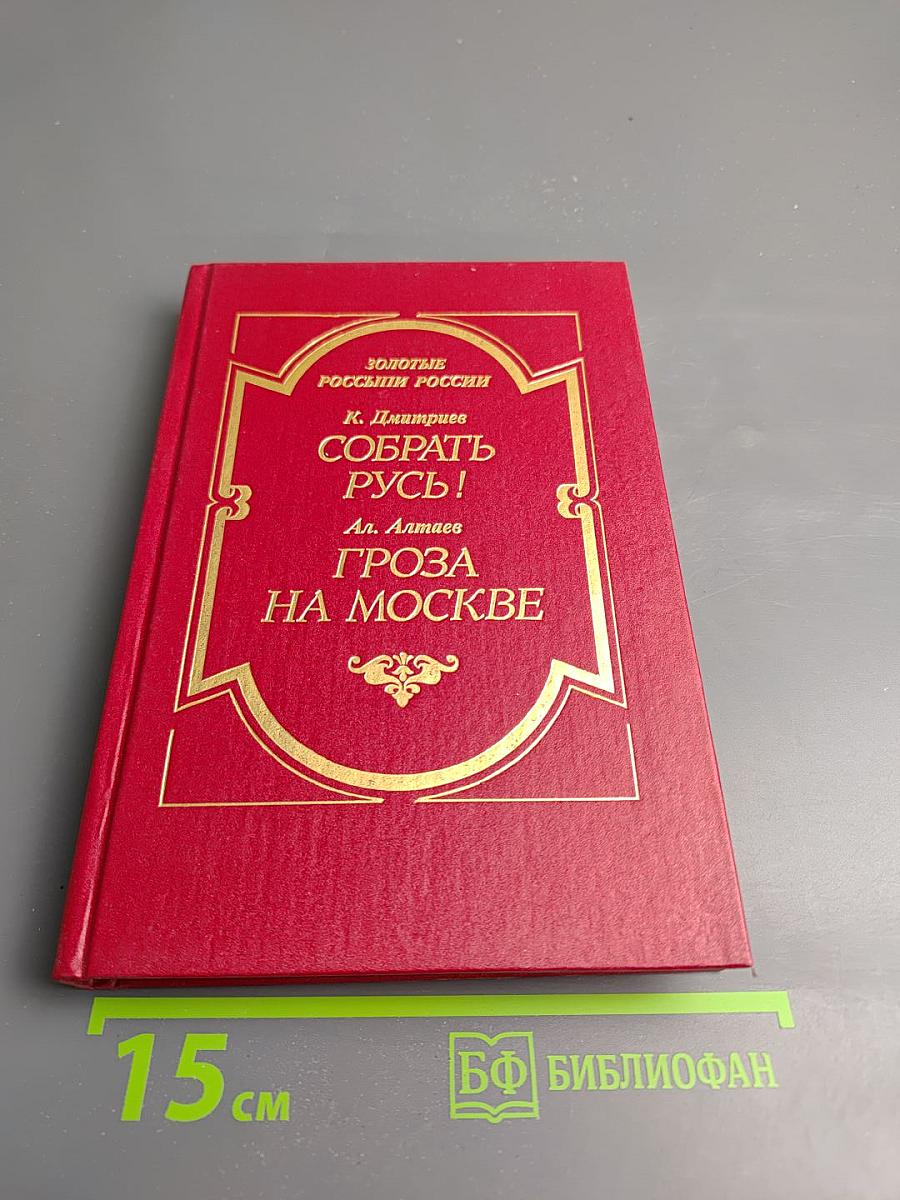 ЗОЛОТЫЕ
РОССЫПИ РОССИИ
К. Дмитриев
СОБРАТЬ
РУСЬ!
Ал. Алтаев
ГРОЗА
НА МОСКВЕ
15 см
БФ БИБЛИОФАН